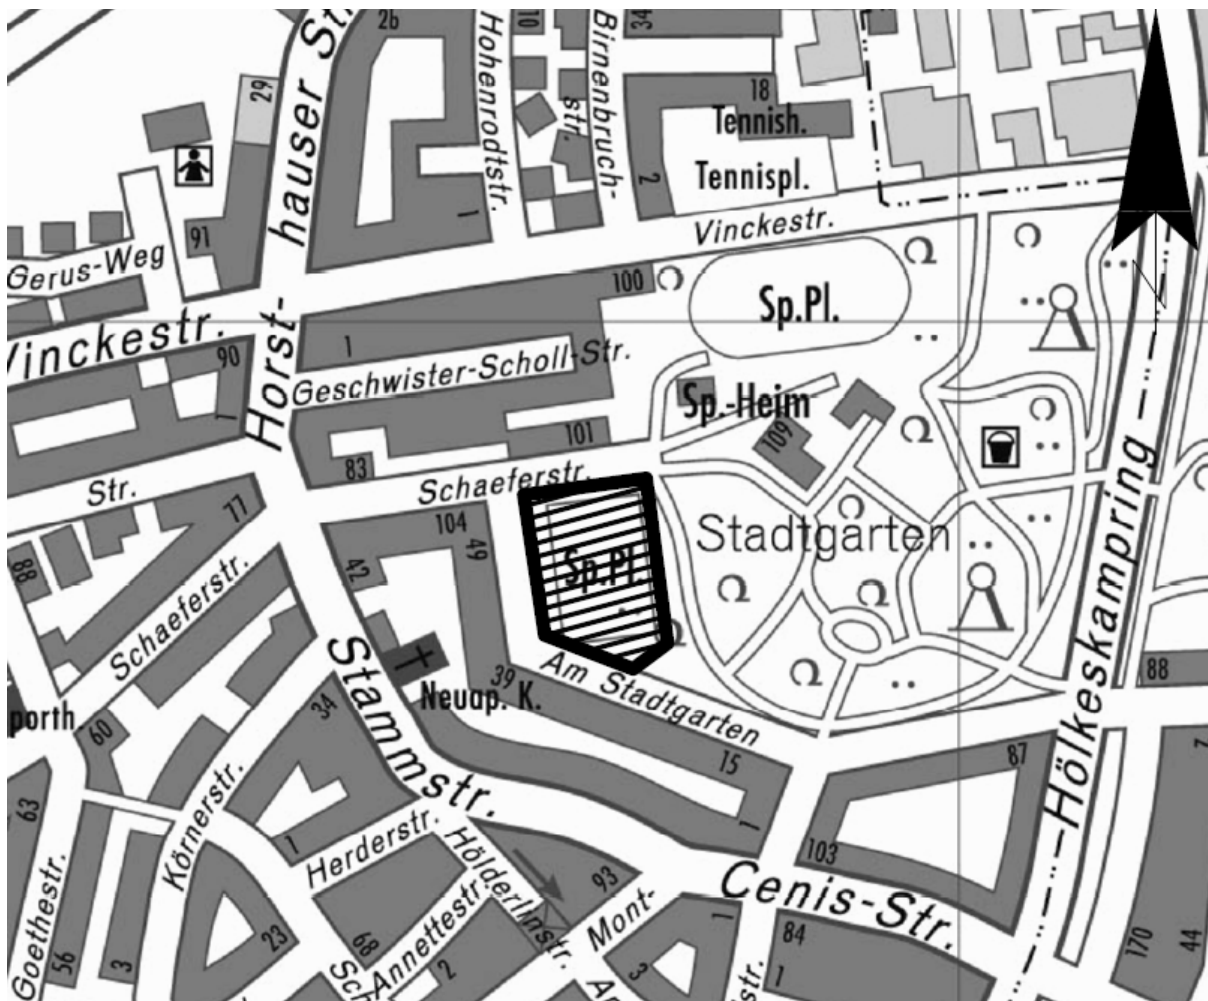 2b
10
34
Horst-
hauser Str.
29
Hohenrodtstr.
Birnenbruch-
str.
18
Tennish.
Tennispl.
2
1
Vinckestr.
91
Gerus-Weg
100
Sp.Pl.
Vinckestr.
1
90
1
Geschwister-Scholl-Str.
Sp.-Heim
109
101
83
Schaeferstr.
Str.
77
104
49
42
Sp.Pl.
Stadtgarten
Hölkeskampring
88
Schaeferstr.
Am Stadtgarten
39
Neuap. K.
88
porth.
60
34
Stammstr.
15
1
87
7
63
Körnerstr.
1
Herderstr.
Hölderlinstr.
93
103
Cenis-Str.
Mont-
Goethestr.
56
3
23
68
Annettestr.
2
3
1
84
1
170
44
str.